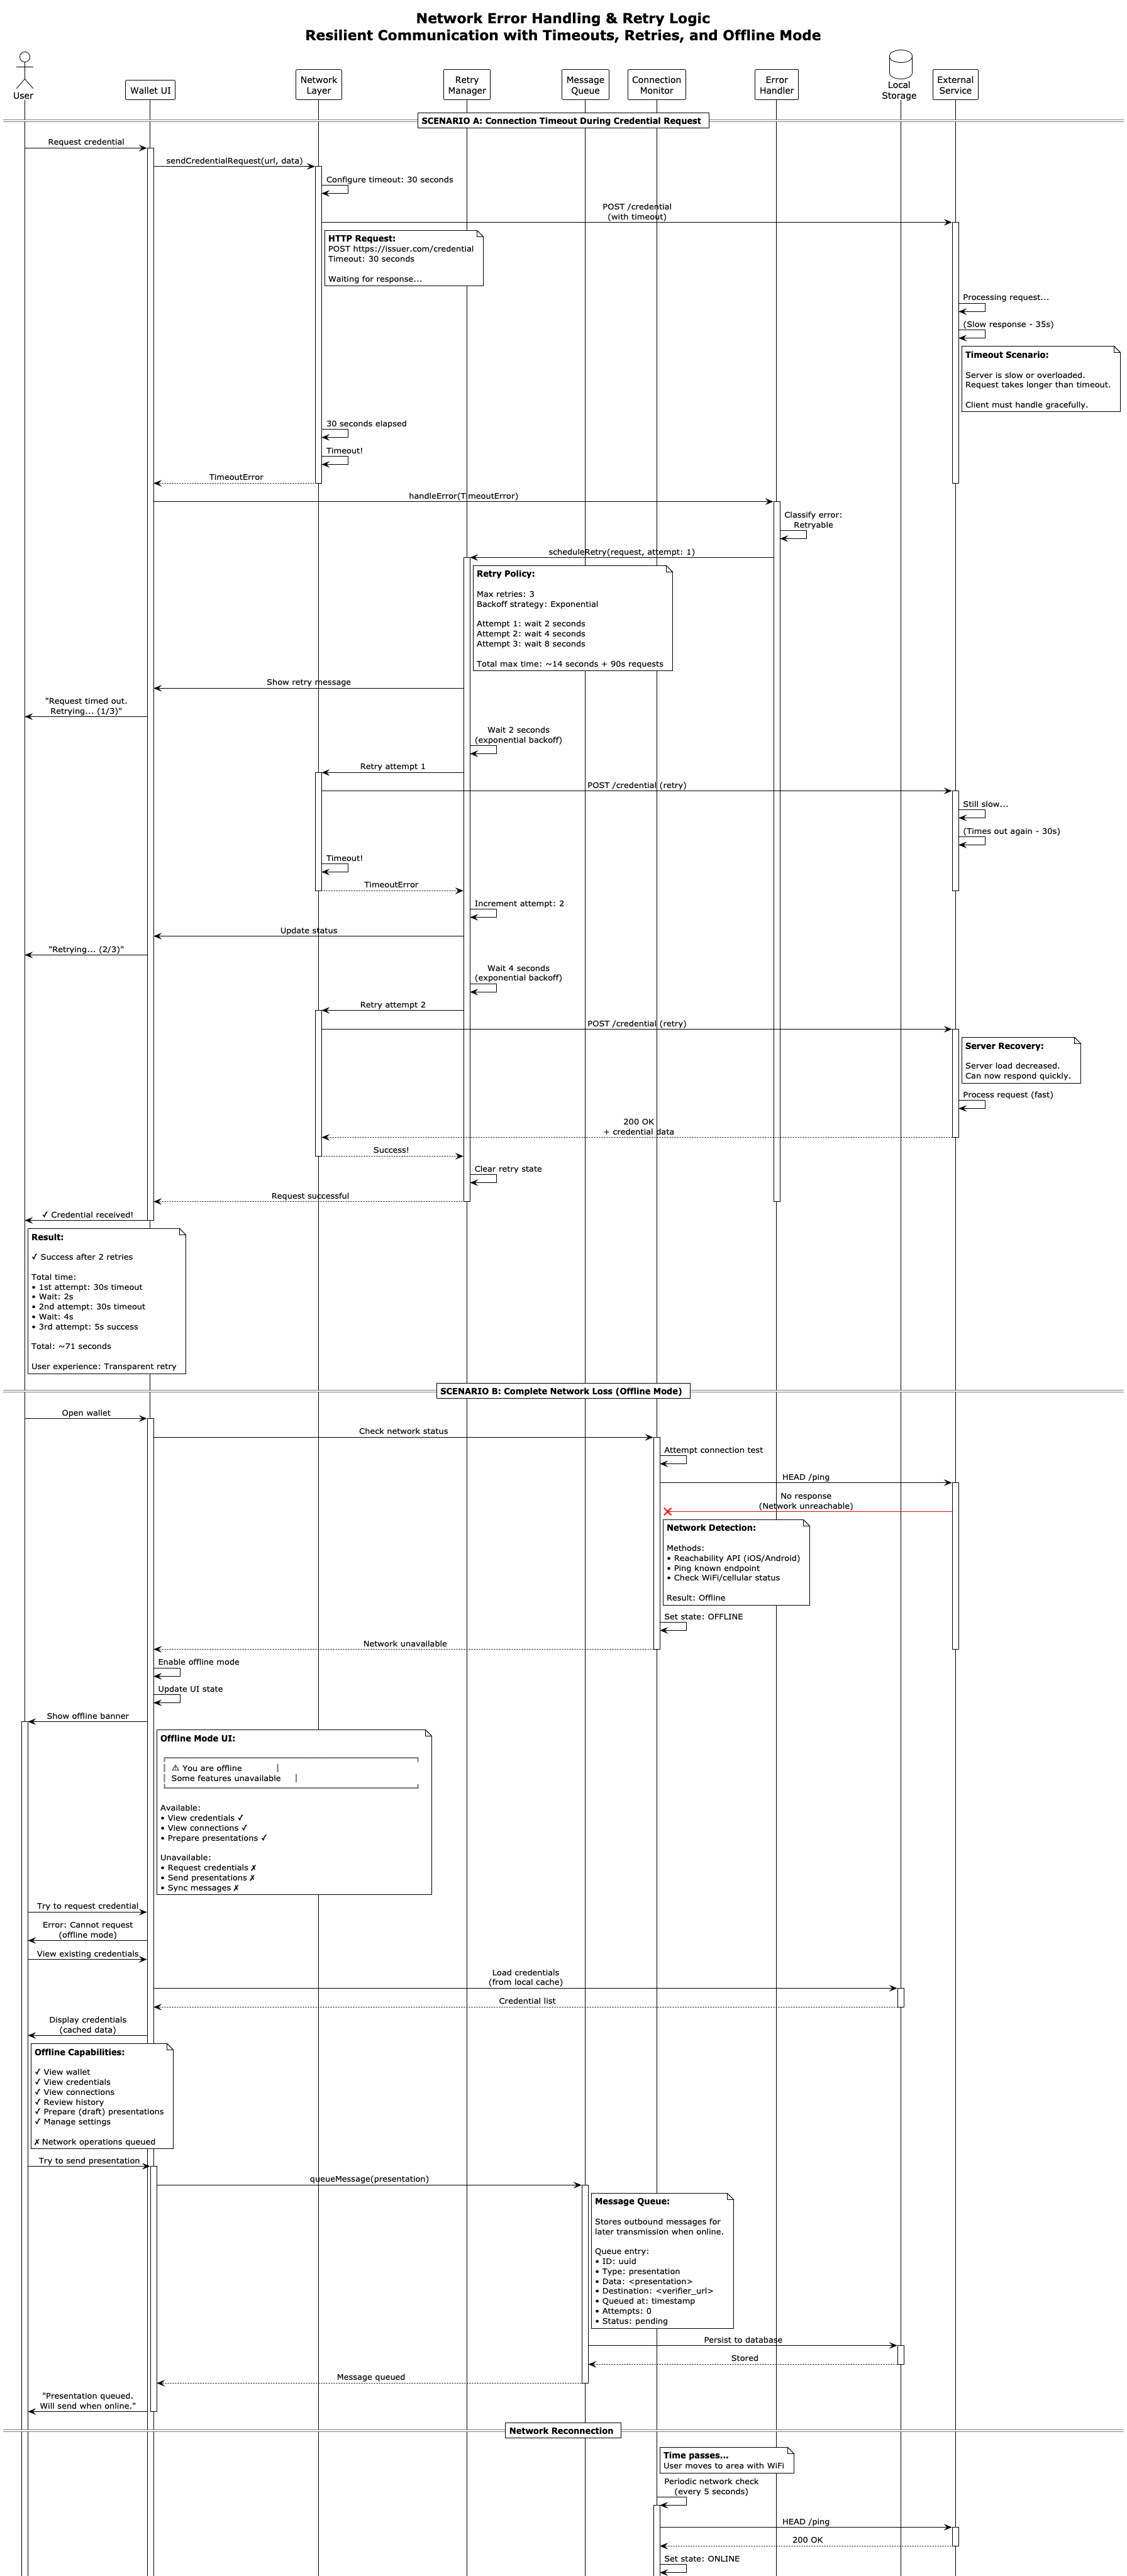 Network Error Handling & Retry Logic
Resilient Communication with Timeouts, Retries, and Offline Mode
User
Wallet UI
Network
Layer
Retry
Manager
Message
Queue
Connection
Monitor
Error
Handler
Local
Storage
External
Service
SCENARIO A: Connection Timeout During Credential Request
Request credential
sendCredentialRequest(url, data)
Configure timeout: 30 seconds
POST /credential
(with timeout)
HTTP Request:
POST https://issuer.com/credential
Timeout: 30 seconds
Waiting for response...
Processing request...
(Slow response - 35s)
Timeout Scenario:
Server is slow or overloaded.
Request takes longer than timeout.
Client must handle gracefully.
30 seconds elapsed
Timeout!
TimeoutError
handleError(TimeoutError)
Classify error:
Retryable
scheduleRetry(request, attempt: 1)
Retry Policy:
Max retries: 3
Backoff strategy: Exponential
Attempt 1: wait 2 seconds
Attempt 2: wait 4 seconds
Attempt 3: wait 8 seconds
Total max time: ~14 seconds + 90s requests
Show retry message
"Request timed out.
Retrying... (1/3)"
Wait 2 seconds
(exponential backoff)
Retry attempt 1
POST /credential (retry)
Still slow...
(Times out again - 30s)
Timeout!
TimeoutError
Increment attempt: 2
Update status
"Retrying... (2/3)"
Wait 4 seconds
(exponential backoff)
Retry attempt 2
POST /credential (retry)
Server Recovery:
Server load decreased.
Can now respond quickly.
Process request (fast)
200 OK
+ credential data
Success!
Clear retry state
Request successful
✓ Credential received!
Result:
✓ Success after 2 retries
Total time:
• 1st attempt: 30s timeout
• Wait: 2s
• 2nd attempt: 30s timeout
• Wait: 4s
• 3rd attempt: 5s success
Total: ~71 seconds
User experience: Transparent retry
SCENARIO B: Complete Network Loss (Offline Mode)
Open wallet
Check network status
Attempt connection test
HEAD /ping
No response
(Network unreachable)
Network Detection:
Methods:
• Reachability API (iOS/Android)
• Ping known endpoint
• Check WiFi/cellular status
Result: Offline
Set state: OFFLINE
Network unavailable
Enable offline mode
Update UI state
Show offline banner
Offline Mode UI:
⚠ You are offline
Some features unavailable
Available:
• View credentials ✓
• View connections ✓
• Prepare presentations ✓
Unavailable:
• Request credentials ✗
• Send presentations ✗
• Sync messages ✗
Try to request credential
Error: Cannot request
(offline mode)
View existing credentials
Load credentials
(from local cache)
Credential list
Display credentials
(cached data)
Offline Capabilities:
✓ View wallet
✓ View credentials
✓ View connections
✓ Review history
✓ Prepare (draft) presentations
✓ Manage settings
✗ Network operations queued
Try to send presentation
queueMessage(presentation)
Message Queue:
Stores outbound messages for
later transmission when online.
Queue entry:
• ID: uuid
• Type: presentation
• Data: <presentation>
• Destination: <verifier_url>
• Queued at: timestamp
• Attempts: 0
• Status: pending
Persist to database
Stored
Message queued
"Presentation queued.
Will send when online."
Network Reconnection
Time passes...
User moves to area with WiFi
Periodic network check
(every 5 seconds)
HEAD /ping
200 OK
Set state: ONLINE